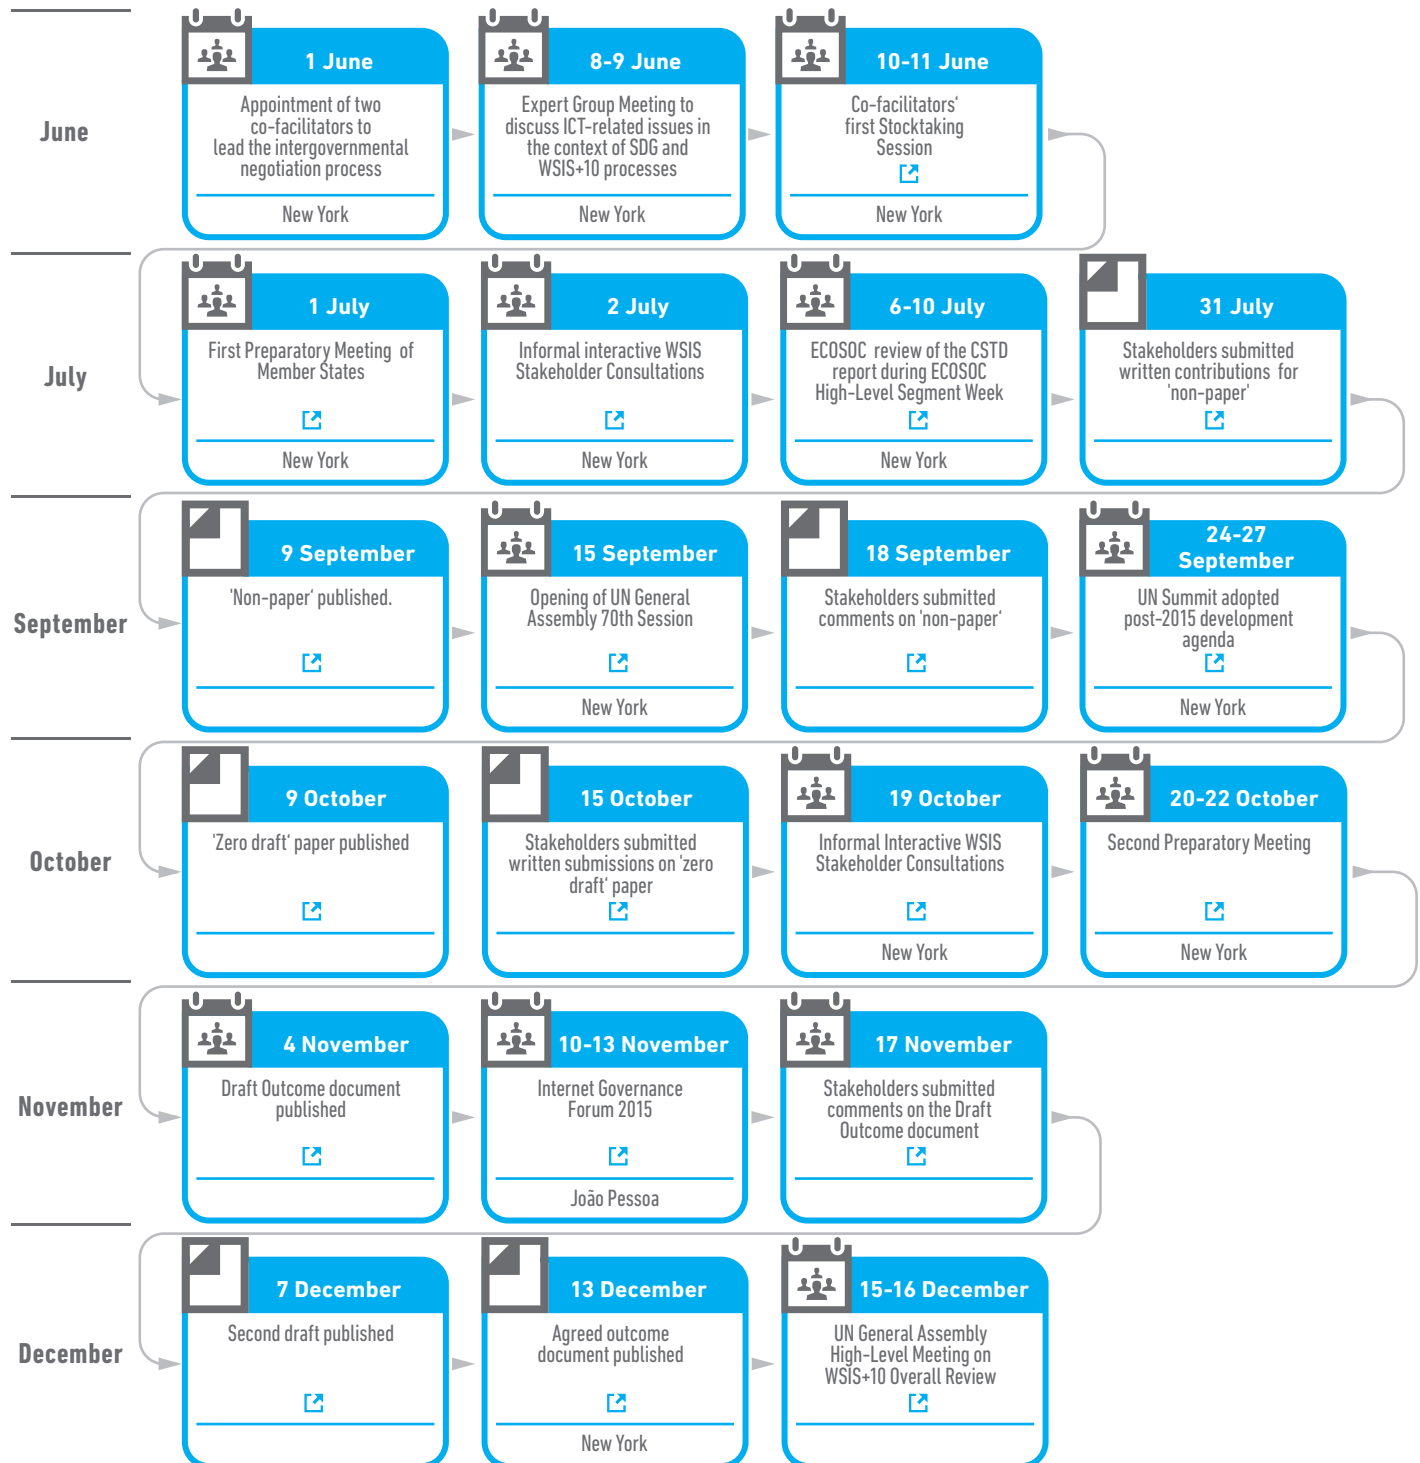 June
1 June
Appointment of two
co-facilitators to
lead the intergovernmental
negotiation process
New York
8-9 June
Expert Group Meeting to
discuss ICT-related issues in
the context of SDG and
WSIS+10 processes
New York
10-11 June
Co-facilitators‘
first Stocktaking
Session
New York
July
1 July
First Preparatory Meeting of
Member States
New York
2 July
Informal interactive WSIS
Stakeholder Consultations
New York
6-10 July
ECOSOC review of the CSTD
report during ECOSOC
High-Level Segment Week
New York
31 July
Stakeholders submitted
written contributions for
'non-paper'
September
9 September
'Non-paper‘ published.
15 September
Opening of UN General
Assembly 70th Session
New York
18 September
Stakeholders submitted
comments on 'non-paper‘
24-27
September
UN Summit adopted
post-2015 development
agenda
New York
October
9 October
'Zero draft‘ paper published
15 October
Stakeholders submitted
written submissions on 'zero
draft‘ paper
19 October
Informal Interactive WSIS
Stakeholder Consultations
New York
20-22 October
Second Preparatory Meeting
New York
November
4 November
Draft Outcome document
published
10-13 November
Internet Governance
Forum 2015
João Pessoa
17 November
Stakeholders submitted
comments on the Draft
Outcome document
December
7 December
Second draft published
13 December
Agreed outcome
document published
New York
15-16 December
UN General Assembly
High-Level Meeting on
WSIS+10 Overall Review